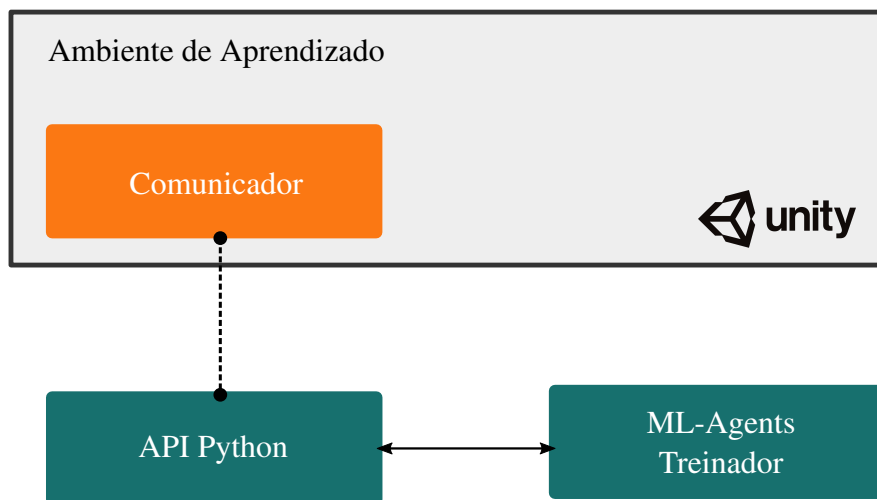 Ambiente de Aprendizado
Comunicador
unity
API Python
ML-Agents
Treinador